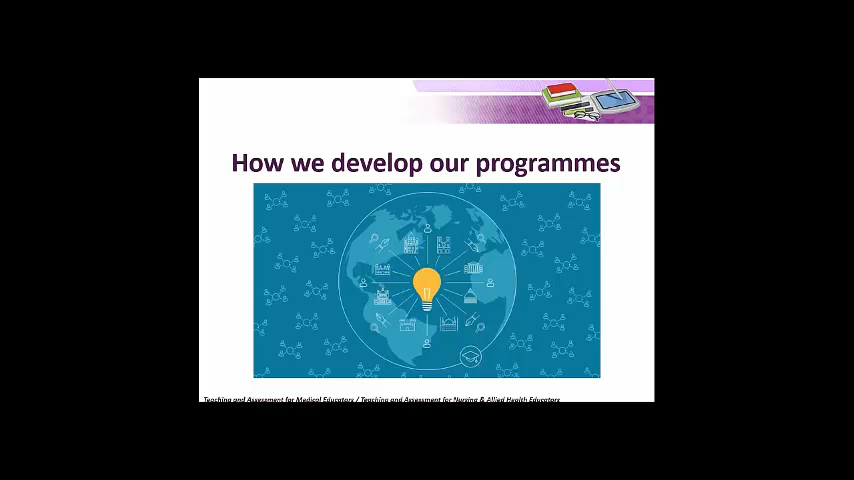 How we develop our programmes
Teaching and Assessment for Medical Educators / Teaching and Assessment for Nursing & Allied Health Educators